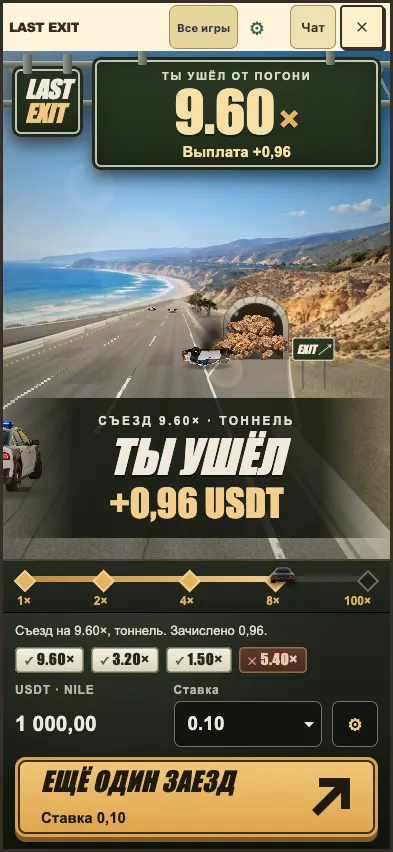 LAST EXIT
Все игры
Чат
×
LAST
EXIT
ТЫ УШЁЛ ОТ ПОГОНИ
9.60×
Выплата +0,96
EXIT
СЪЕЗД 9.60× · ТОННЕЛЬ
ТЫ УШЁЛ
+0,96 USDT
1× 2× 4× 8× 100×
Съезд на 9.60×, тоннель. Зачислено 0,96.
✓ 9.60× ✓ 3.20× ✓ 1.50× × 5.40×
USDT · NILE Ставка
1 000,00 0.10
ЕЩЁ ОДИН ЗАЕЗД
Ставка 0,10